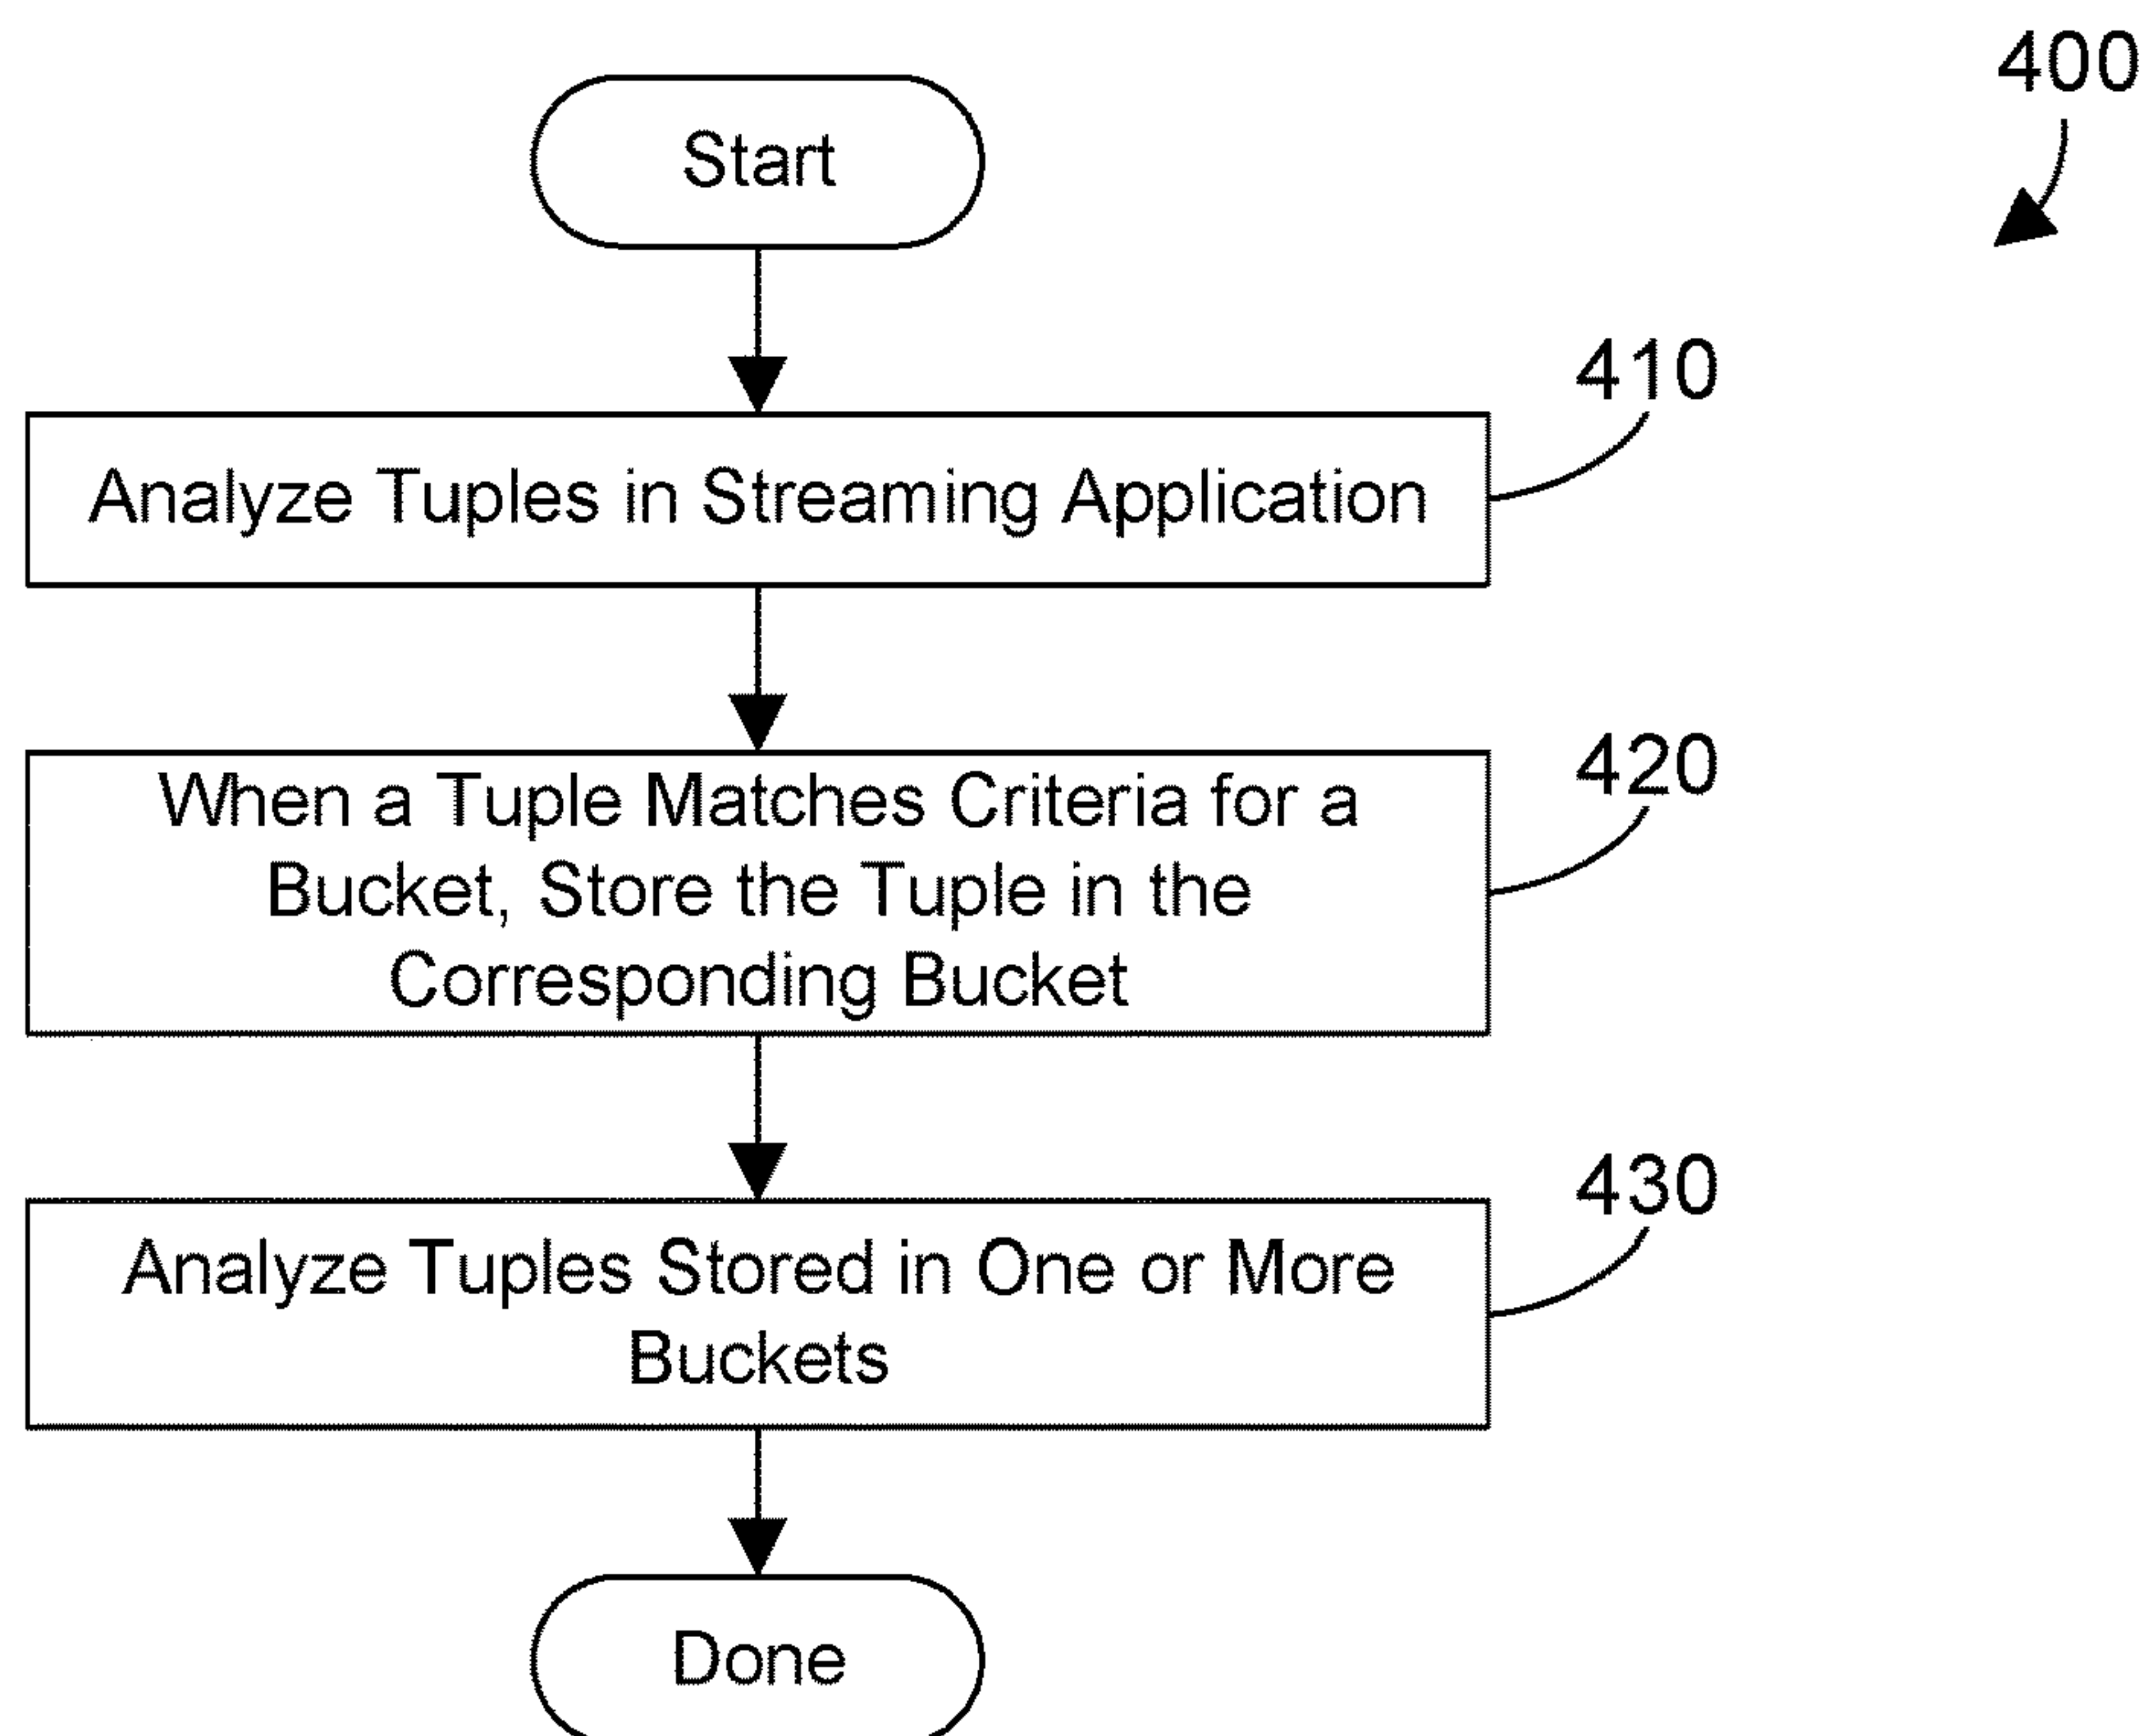 400
Start
410
Analyze Tuples in Streaming Application
420
When a Tuple Matches Criteria for a
Bucket, Store the Tuple in the
Corresponding Bucket
430
Analyze Tuples Stored in One or More
Buckets
Done